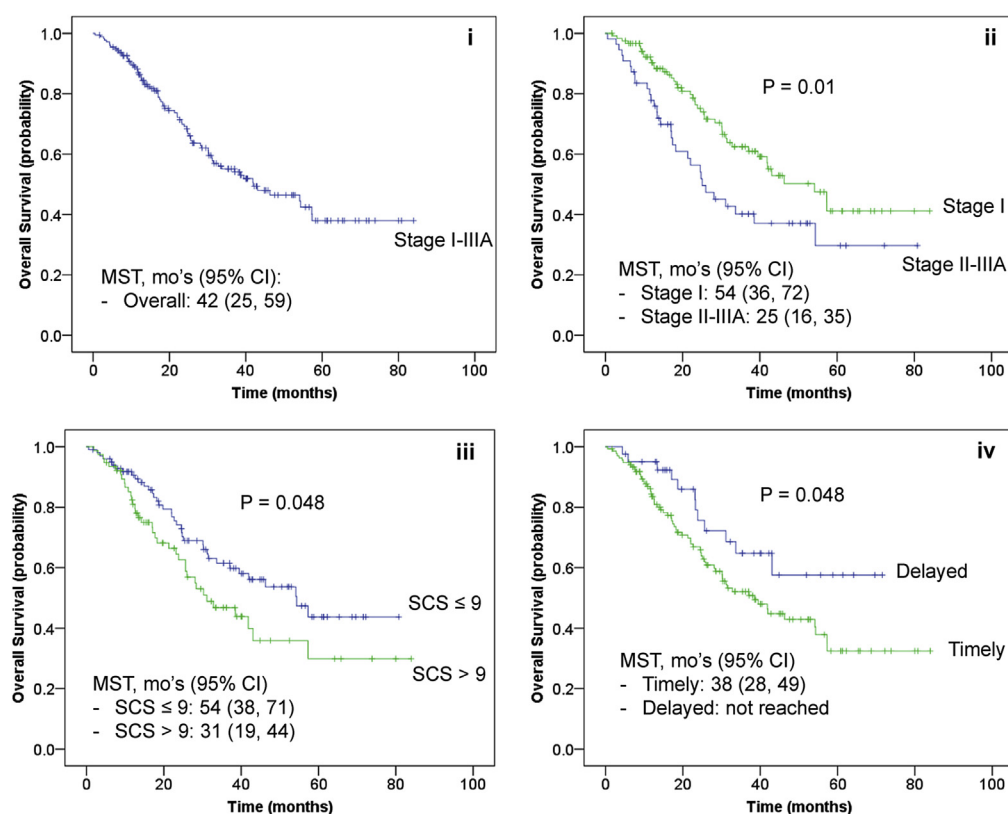 i
1.0
0.8
0.6
0.4
0.2
0.0
Overall Survival (probability)
Stage I-IIIA
MST, mo's (95% CI):
- Overall: 42 (25, 59)
0 20 40 60 80 100
Time (months)
ii
1.0
0.8
0.6
0.4
0.2
0.0
Overall Survival (probability)
P = 0.01
Stage I
Stage II-IIIA
MST, mo's (95% CI)
- Stage I: 54 (36, 72)
- Stage II-IIIA: 25 (16, 35)
0 20 40 60 80 100
Time (months)
iii
1.0
0.8
0.6
0.4
0.2
0.0
Overall Survival (probability)
P = 0.048
SCS ≤ 9
SCS > 9
MST, mo's (95% CI)
- SCS ≤ 9: 54 (38, 71)
- SCS > 9: 31 (19, 44)
0 20 40 60 80 100
Time (months)
iv
1.0
0.8
0.6
0.4
0.2
0.0
Overall Survival (probability)
P = 0.048
Delayed
Timely
MST, mo's (95% CI)
- Timely: 38 (28, 49)
- Delayed: not reached
0 20 40 60 80 100
Time (months)